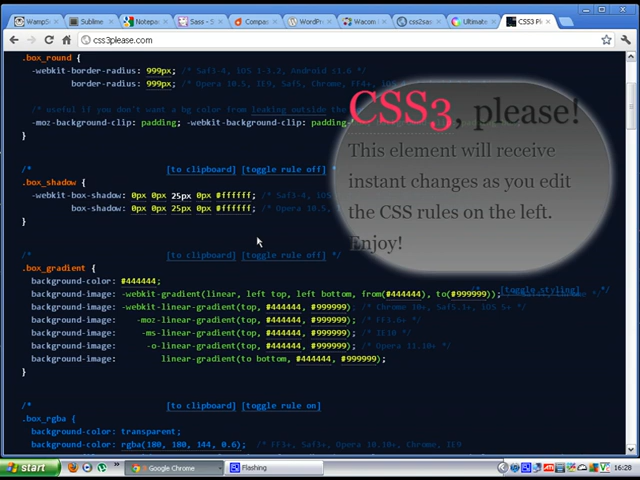 WampSe
Sublime
Notepa
Sass - S
Compas
WordPr
Wacom
css2sas
Ultimate
CSS3 Ple
css3please.com
.box_round {
-webkit-border-radius: 999px; /* Saf3-4, iOS 1-3.2, Android ≤1.6 */
border-radius: 999px; /* Opera 10.5, IE9, Saf5, Chrome, FF4+, iOS
/* useful if you don't want a bg color from leaking outside the
-moz-background-clip: padding; -webkit-background-clip: padding
}
CSS3, please!
This element will receive
instant changes as you edit
the CSS rules on the left.
Enjoy!
/* [to clipboard] [toggle rule off] */
.box_shadow {
-webkit-box-shadow: 0px 0px 25px 0px #ffffff; /* Saf3-4, iOS
box-shadow: 0px 0px 25px 0px #ffffff; /* Opera 10.5,
}
/* [to clipboard] [toggle rule off] */
.box_gradient {
[toggle styling]
background-color: #444444;
background-image: -webkit-gradient(linear, left top, left bottom, from(#444444), to(#999999));
background-image: -webkit-linear-gradient(top, #444444, #999999); /* Chrome 10+, Saf5.1+, iOS 5+ */
background-image: -moz-linear-gradient(top, #444444, #999999); /* FF3.6+ */
background-image: -ms-linear-gradient(top, #444444, #999999); /* IE10 */
background-image: -o-linear-gradient(top, #444444, #999999); /* Opera 11.10+ */
background-image: linear-gradient(to bottom, #444444, #999999);
}
/* [to clipboard] [toggle rule on]
.box_rgba {
background-color: transparent;
background-color: rgba(180, 180, 144, 0.6); /* FF3+, Saf3+, Opera 10.10+, Chrome, IE9
start
7 Google Chrome
Flashing
16:28